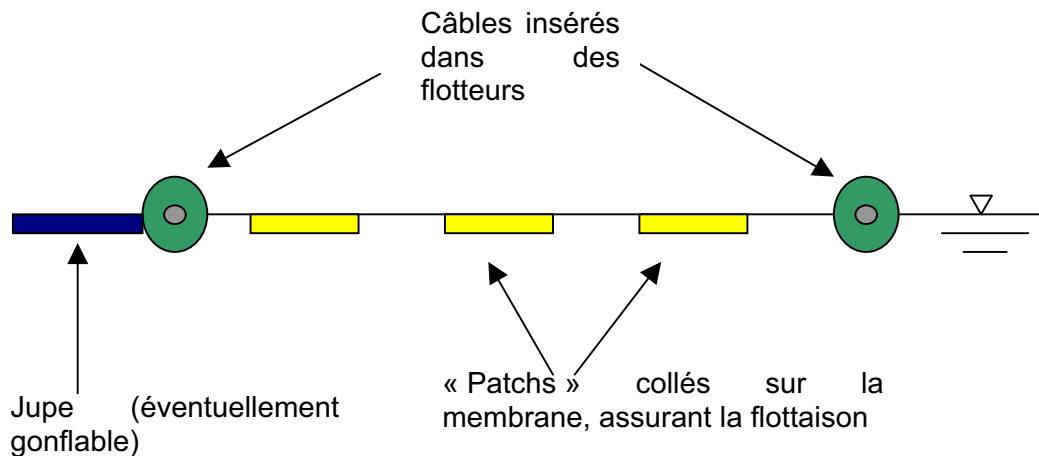 Câbles insérés
dans des
flotteurs
Jupe (éventuellement
gonflable)
« Patchs » collés sur la
membrane, assurant la flottaison